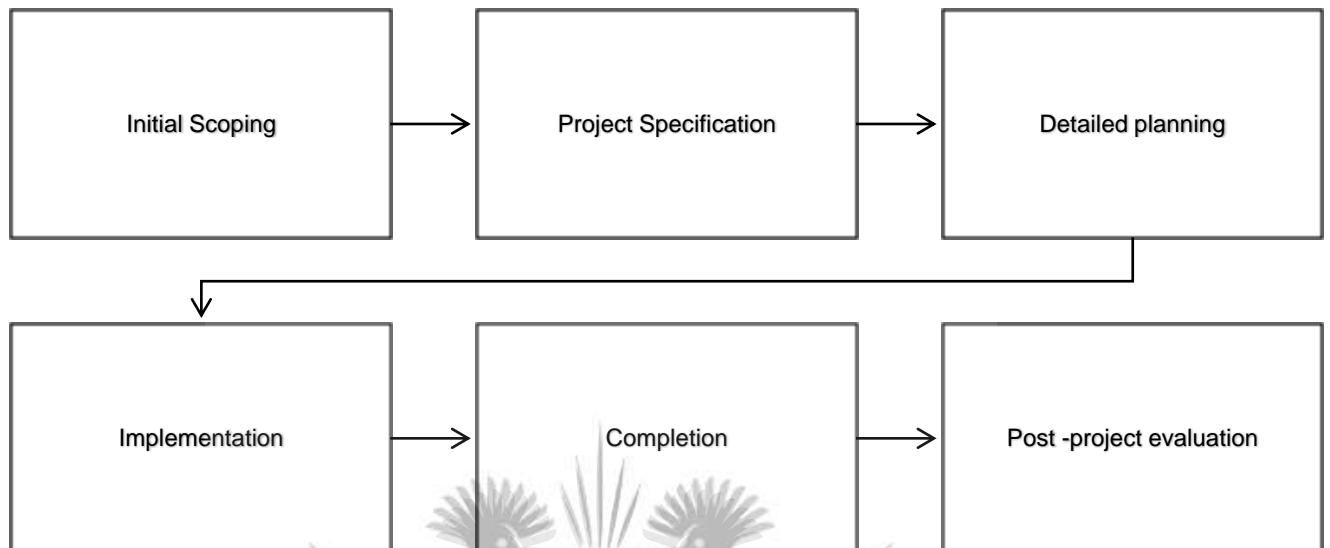 Initial Scoping
Project Specification
Detailed planning
Implementation
Completion
Post -project evaluation